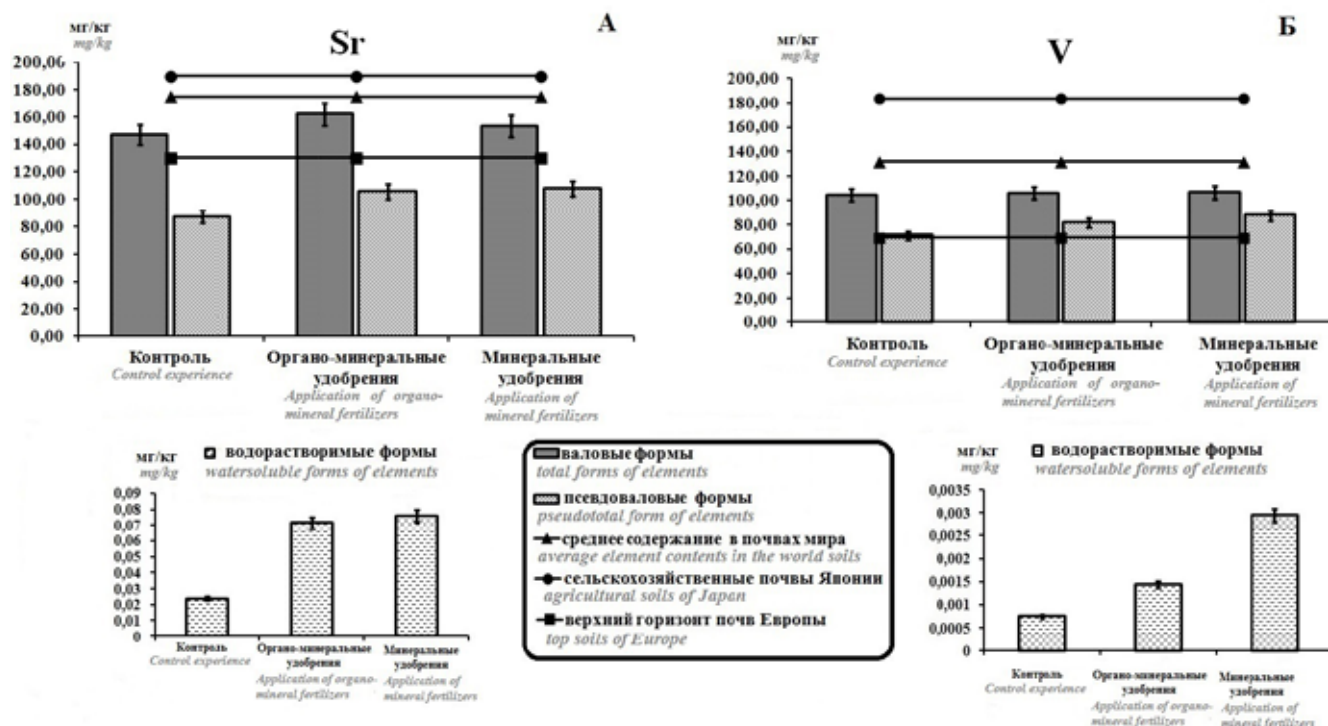 А
мг/кг
mg/kg
Sr
200,00
180,00
160,00
140,00
120,00
100,00
80,00
60,00
40,00
20,00
0,00
Контроль
Control experience
Органо-минеральные
удобрения
Application of organo-
mineral fertilizers
Минеральные
удобрения
Application of
mineral fertilizers
Б
мг/кг
mg/kg
V
200,00
180,00
160,00
140,00
120,00
100,00
80,00
60,00
40,00
20,00
0,00
Контроль
Control experience
Органо-минеральные
удобрения
Application of organo-
mineral fertilizers
Минеральные
удобрения
Application of
mineral fertilizers
водорастворимые формы
watersoluble forms of elements
мг/кг
mg/kg
0,09
0,08
0,07
0,06
0,05
0,04
0,03
0,02
0,01
0
Контроль
Control experience
Органо-минеральные
удобрения
Application of organo-
mineral fertilizers
Минеральные
удобрения
Application of
mineral fertilizers
валовые формы
total forms of elements
псевдоваловые формы
pseudototal form of elements
среднее содержание в почвах мира
average element contents in the world soils
сельскохозяйственные почвы Японии
agricultural soils of Japan
верхний горизонт почв Европы
top soils of Europe
водорастворимые формы
watersoluble forms of elements
мг/кг
mg/kg
0,0035
0,003
0,0025
0,002
0,0015
0,001
0,0005
0
Контроль
Control experience
Органо-минеральные
удобрения
Application of organo-
mineral fertilizers
Минеральные
удобрения
Application of
mineral fertilizers